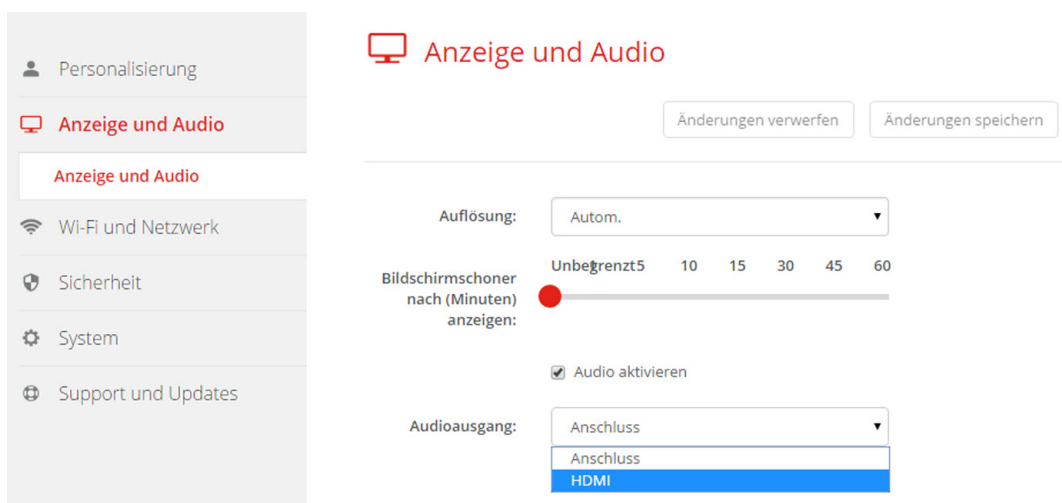 Personalisierung
Anzeige und Audio
Anzeige und Audio
Wi-Fi und Netzwerk
Sicherheit
System
Support und Updates
Anzeige und Audio
Änderungen verwerfen
Änderungen speichern
Auflösung:
Autom.
Bildschirmschoner
nach (Minuten)
anzeigen:
Unbegrenzt 5 10 15 30 45 60
Audio aktivieren
Audioausgang:
Anschluss
Anschluss
HDMI